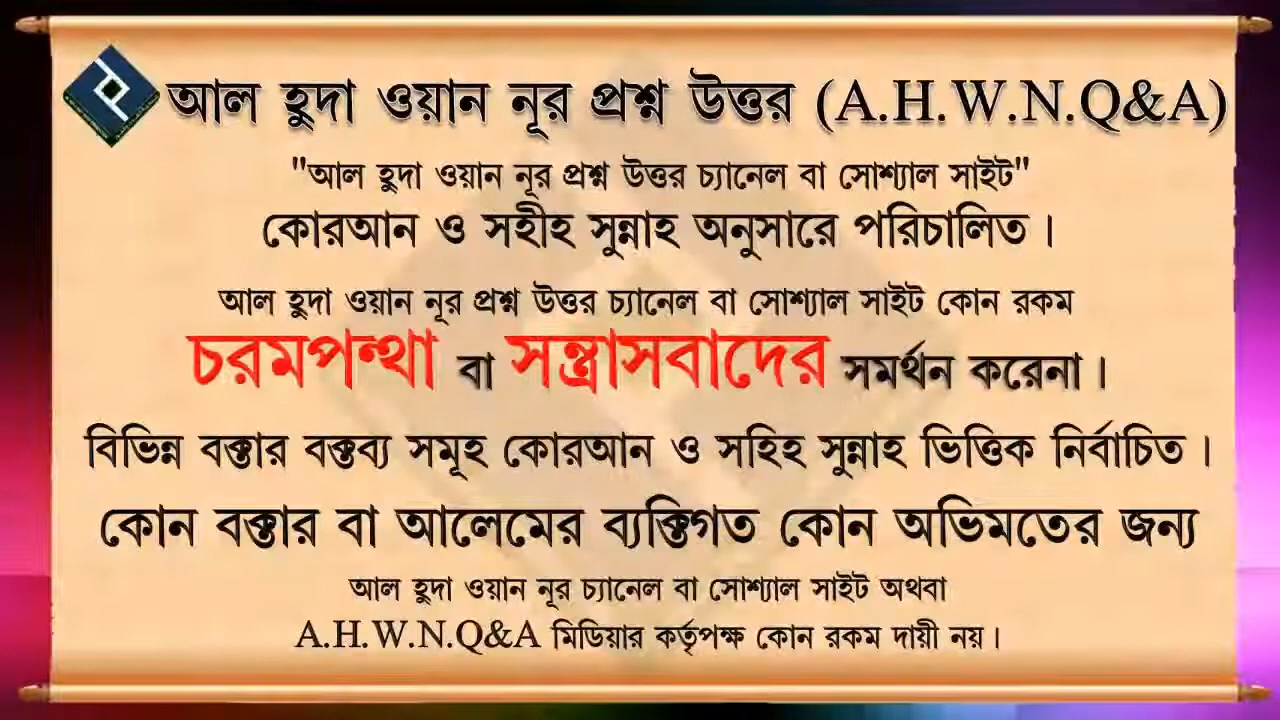 আল হুদা ওয়ান নূর প্রশ্ন উত্তর (A.H.W.N.Q&A)
"আল হুদা ওয়ান নূর প্রশ্ন উত্তর চ্যানেল বা সোশ্যাল সাইট"
কোরআন ও সহীহ সুন্নাহ অনুসারে পরিচালিত।
আল হুদা ওয়ান নূর প্রশ্ন উত্তর চ্যানেল বা সোশ্যাল সাইট কোন রকম
চরমপন্থা বা সন্ত্রাসবাদের সমর্থন করেনা।
বিভিন্ন বক্তার বক্তব্য সমূহ কোরআন ও সহিহ সুন্নাহ ভিত্তিক নির্বাচিত।
কোন বক্তার বা আলেমের ব্যক্তিগত কোন অভিমতের জন্য
আল হুদা ওয়ান নূর চ্যানেল বা সোশ্যাল সাইট অথবা
A.H.W.N.Q&A মিডিয়ার কর্তৃপক্ষ কোন রকম দায়ী নয়।